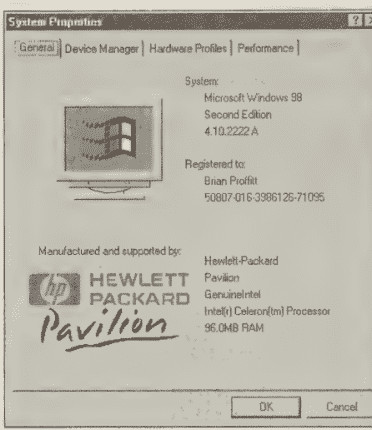 System Properties
General Device Manager Hardware Profiles Performance
System:
Microsoft Windows 98
Second Edition
4.10.2222 A
Registered to:
Brian Proffitt
50807-016-3986126-71095
Manufactured and supported by:
hp HEWLETT
PACKARD
Pavilion
Hewlett-Packard
Pavilion
GenuineIntel
Intel(r) Celeron(tm) Processor
96.0MB RAM
OK Cancel